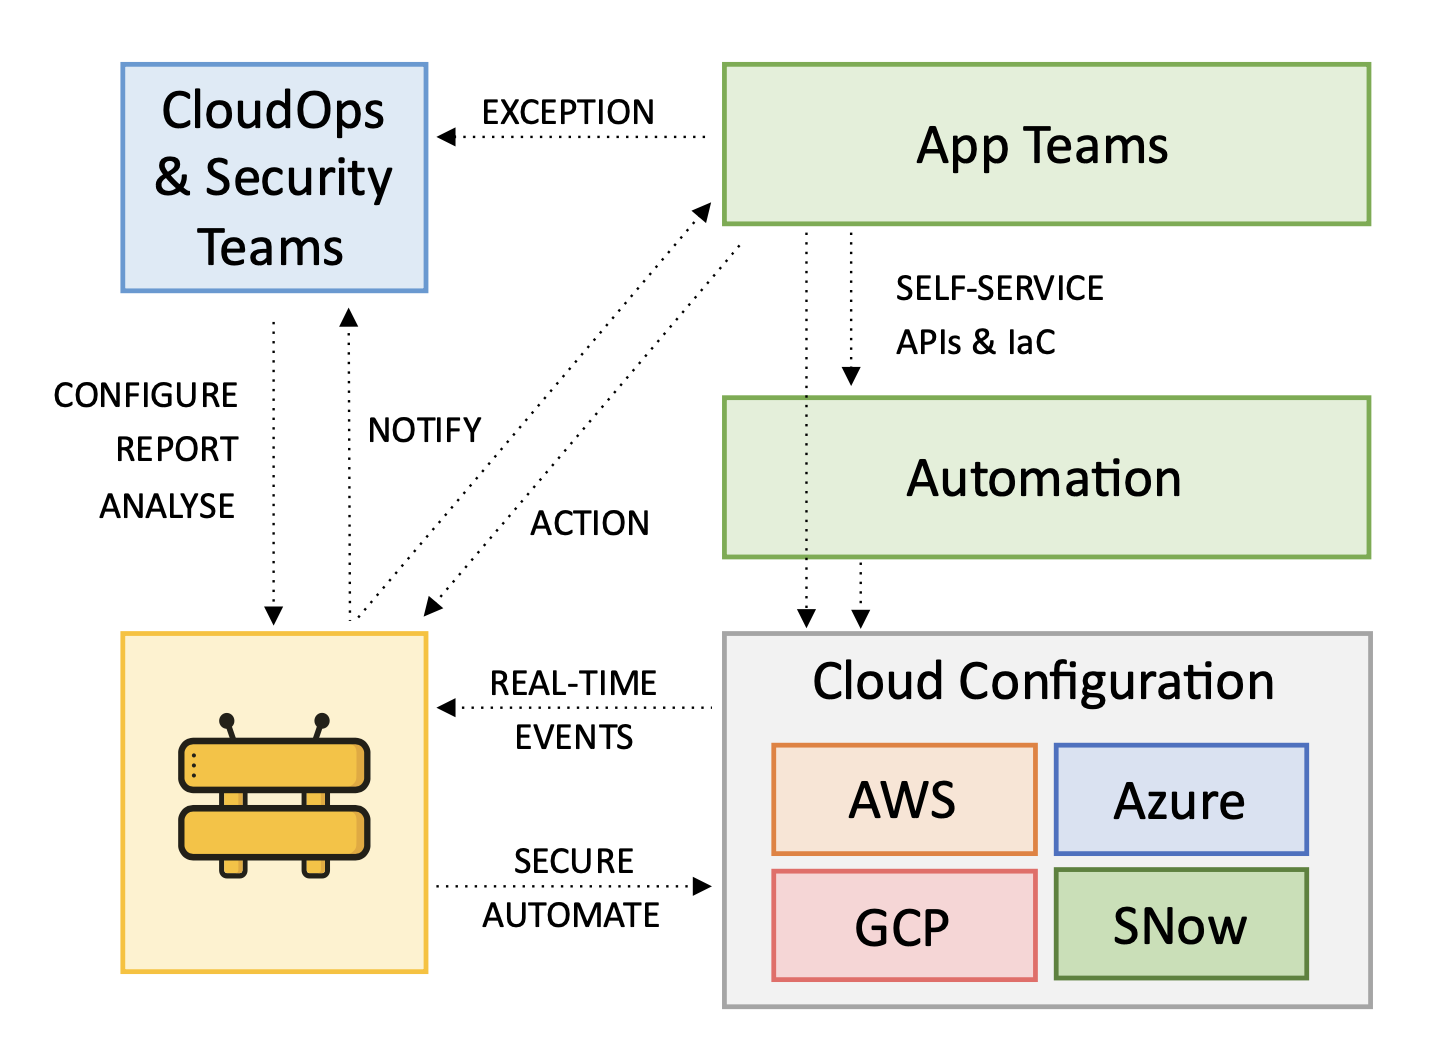 CloudOps
& Security
Teams
EXCEPTION
App Teams
SELF-SERVICE
APIs & IaC
CONFIGURE
REPORT
ANALYSE
NOTIFY
ACTION
Automation
REAL-TIME
EVENTS
SECURE
AUTOMATE
Cloud Configuration
AWS
Azure
GCP
SNow